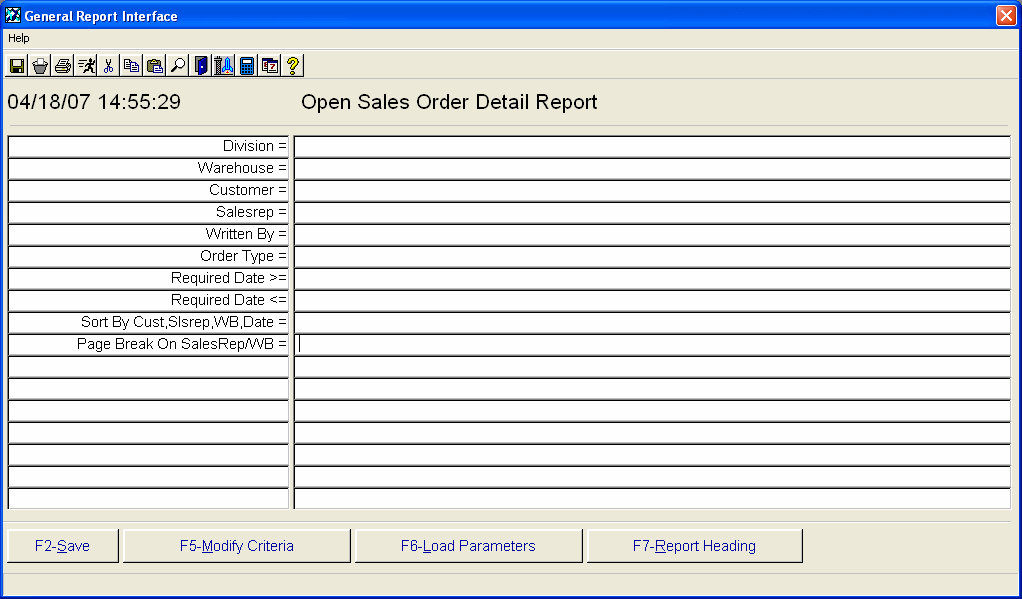 General Report Interface
Help
04/18/07 14:55:29 Open Sales Order Detail Report
Division =
Warehouse =
Customer =
Salesrep =
Written By =
Order Type =
Required Date >=
Required Date <=
Sort By Cust,Slsrep,WB,Date =
Page Break On SalesRep/WB =
F2-Save F5-Modify Criteria F6-Load Parameters F7-Report Heading